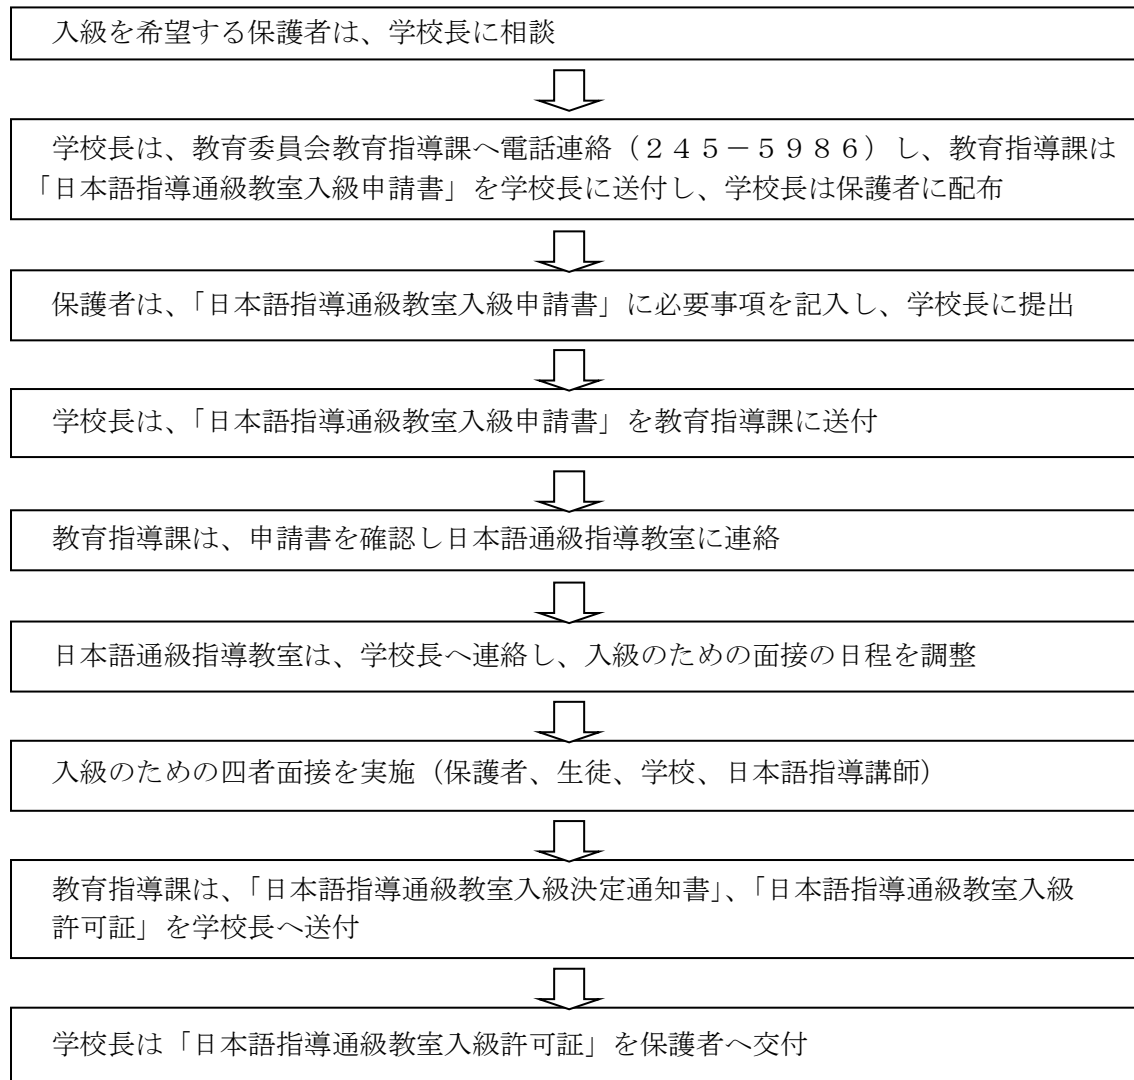 入級を希望する保護者は、学校長に相談
学校長は、教育委員会教育指導課へ電話連絡（２４５－５９８６）し、教育指導課は
「日本語指導通級教室入級申請書」を学校長に送付し、学校長は保護者に配布
保護者は、「日本語指導通級教室入級申請書」に必要事項を記入し、学校長に提出
学校長は、「日本語指導通級教室入級申請書」を教育指導課に送付
教育指導課は、申請書を確認し日本語通級指導教室に連絡
日本語通級指導教室は、学校長へ連絡し、入級のための面接の日程を調整
入級のための四者面接を実施（保護者、生徒、学校、日本語指導講師）
教育指導課は、「日本語指導通級教室入級決定通知書」、「日本語指導通級教室入級
許可証」を学校長へ送付
学校長は「日本語指導通級教室入級許可証」を保護者へ交付